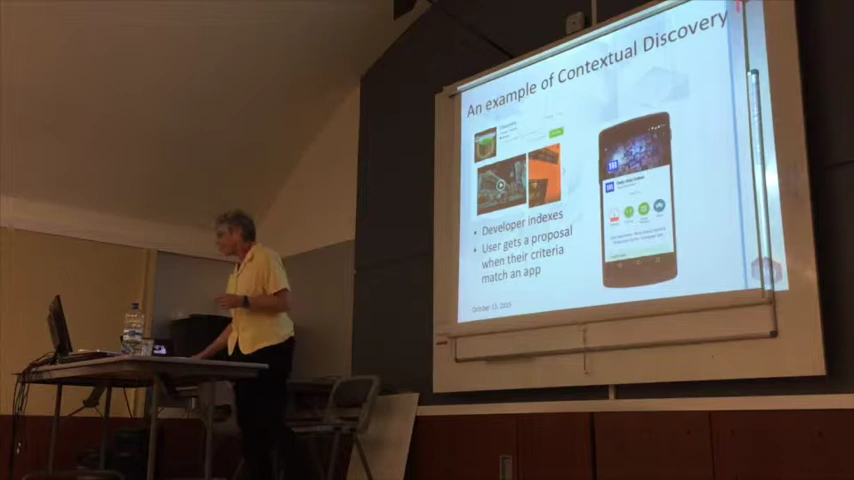 An example of Contextual Discovery
• Developer indexes
• User gets a proposal
when their criteria
match an app
October 13, 2015